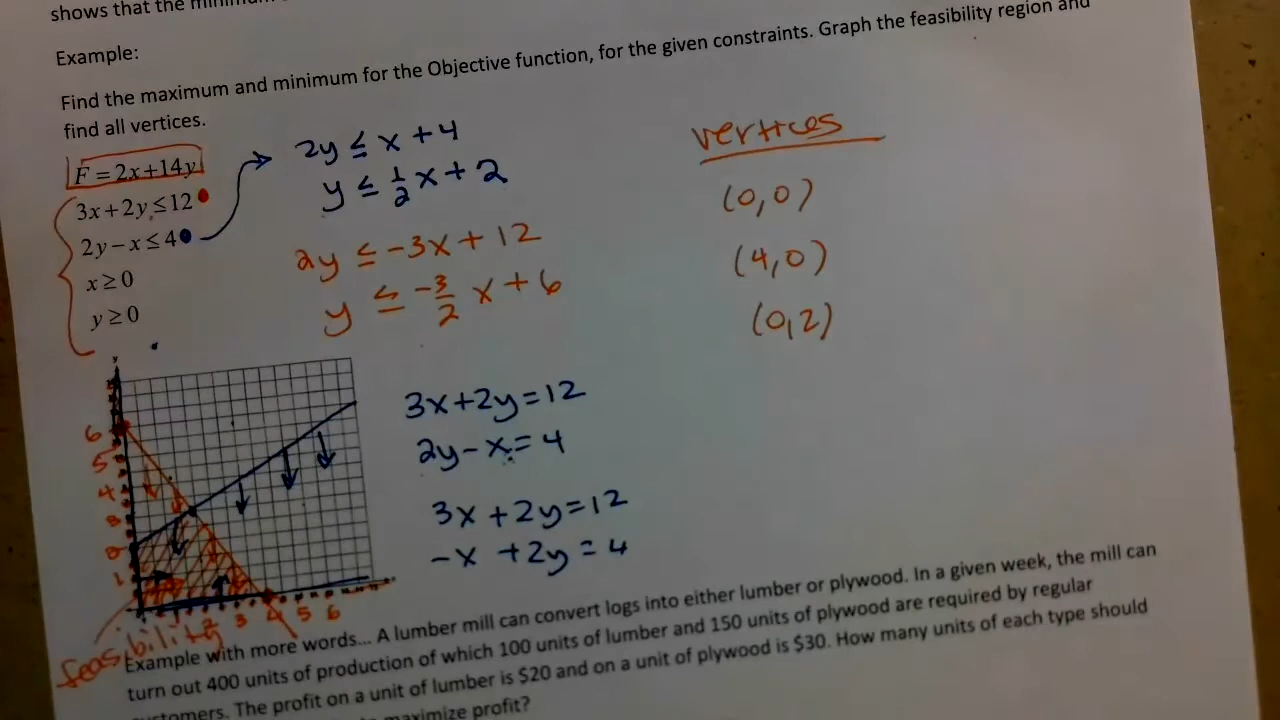 shows that the minimum
Example:
Find the maximum and minimum for the Objective function, for the given constraints. Graph the feasibility region and
find all vertices.
F = 2x+14y
3x+2y≤12
2y−x≤4
x≥0
y≥0
2y ≤ x+4
y ≤ 1/2 x + 2
2y ≤ -3x + 12
y ≤ -3/2 x + 6
vertices
(0,0)
(4,0)
(0,2)
y
6
5
4
3
2
1
2 3 4 5 6
feasibility
3x+2y=12
2y-x=4
3x+2y=12
-x+2y=4
Example with more words... A lumber mill can convert logs into either lumber or plywood. In a given week, the mill can
turn out 400 units of production of which 100 units of lumber and 150 units of plywood are required by regular
customers. The profit on a unit of lumber is $20 and on a unit of plywood is $30. How many units of each type should
maximize profit?